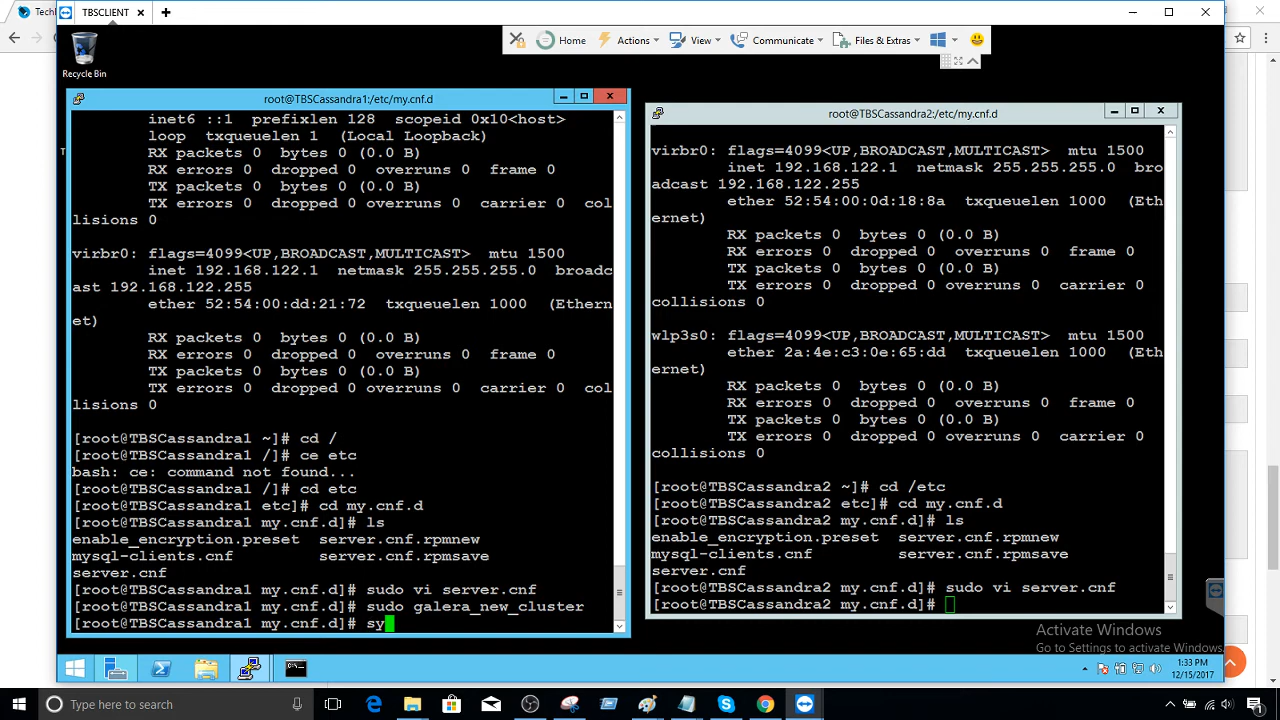 Techl
TBSCLIENT
Home
Actions
View
Communicate
Files & Extras
Recycle Bin
root@TBSCassandra1:/etc/my.cnf.d
inet6 ::1 prefixlen 128 scopeid 0x10<host>
loop txqueuelen 1 (Local Loopback)
RX packets 0 bytes 0 (0.0 B)
RX errors 0 dropped 0 overruns 0 frame 0
TX packets 0 bytes 0 (0.0 B)
TX errors 0 dropped 0 overruns 0 carrier 0 col
lisions 0
virbr0: flags=4099<UP,BROADCAST,MULTICAST> mtu 1500
inet 192.168.122.1 netmask 255.255.255.0 broadc
ast 192.168.122.255
ether 52:54:00:dd:21:72 txqueuelen 1000 (Ethern
et)
RX packets 0 bytes 0 (0.0 B)
RX errors 0 dropped 0 overruns 0 frame 0
TX packets 0 bytes 0 (0.0 B)
TX errors 0 dropped 0 overruns 0 carrier 0 col
lisions 0
[root@TBSCassandra1 ~]# cd /
[root@TBSCassandra1 /]# ce etc
bash: ce: command not found...
[root@TBSCassandra1 /]# cd etc
[root@TBSCassandra1 etc]# cd my.cnf.d
[root@TBSCassandra1 my.cnf.d]# ls
enable_encryption.preset server.cnf.rpmnew
mysql-clients.cnf server.cnf.rpmsave
server.cnf
[root@TBSCassandra1 my.cnf.d]# sudo vi server.cnf
[root@TBSCassandra1 my.cnf.d]# sudo galera_new_cluster
[root@TBSCassandra1 my.cnf.d]# sy
root@TBSCassandra2:/etc/my.cnf.d
virbr0: flags=4099<UP,BROADCAST,MULTICAST> mtu 1500
inet 192.168.122.1 netmask 255.255.255.0 bro
adcast 192.168.122.255
ether 52:54:00:0d:18:8a txqueuelen 1000 (Eth
ernet)
RX packets 0 bytes 0 (0.0 B)
RX errors 0 dropped 0 overruns 0 frame 0
TX packets 0 bytes 0 (0.0 B)
TX errors 0 dropped 0 overruns 0 carrier 0
collisions 0
wlp3s0: flags=4099<UP,BROADCAST,MULTICAST> mtu 1500
ether 2a:4e:c3:0e:65:dd txqueuelen 1000 (Eth
ernet)
RX packets 0 bytes 0 (0.0 B)
RX errors 0 dropped 0 overruns 0 frame 0
TX packets 0 bytes 0 (0.0 B)
TX errors 0 dropped 0 overruns 0 carrier 0
collisions 0
[root@TBSCassandra2 ~]# cd /etc
[root@TBSCassandra2 etc]# cd my.cnf.d
[root@TBSCassandra2 my.cnf.d]# ls
enable_encryption.preset server.cnf.rpmnew
mysql-clients.cnf server.cnf.rpmsave
server.cnf
[root@TBSCassandra2 my.cnf.d]# sudo vi server.cnf
[root@TBSCassandra2 my.cnf.d]#
Activate Windows
Go to Settings to activate Windows.
1:33 PM
12/15/2017
Type here to search